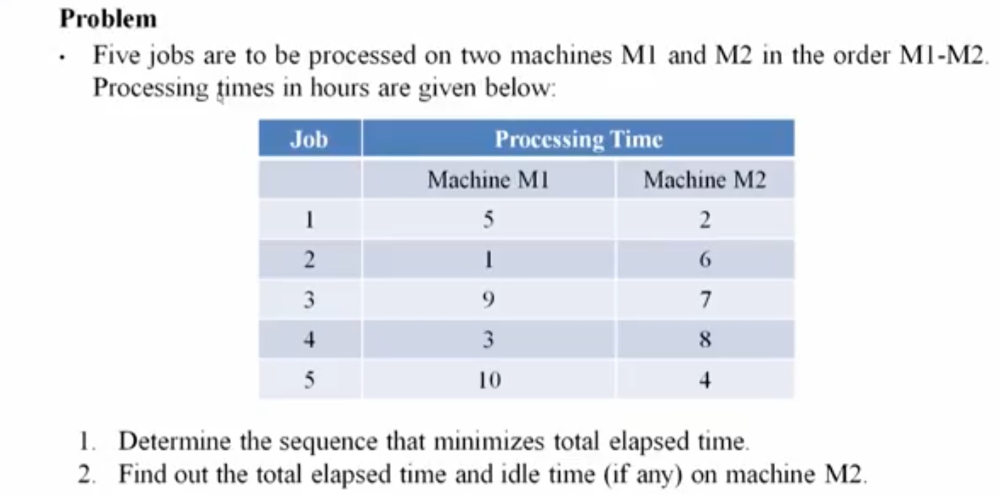 Problem
· Five jobs are to be processed on two machines M1 and M2 in the order M1-M2.
Processing times in hours are given below:
Job Processing Time
Machine M1 Machine M2
1 5 2
2 1 6
3 9 7
4 3 8
5 10 4
1. Determine the sequence that minimizes total elapsed time.
2. Find out the total elapsed time and idle time (if any) on machine M2.